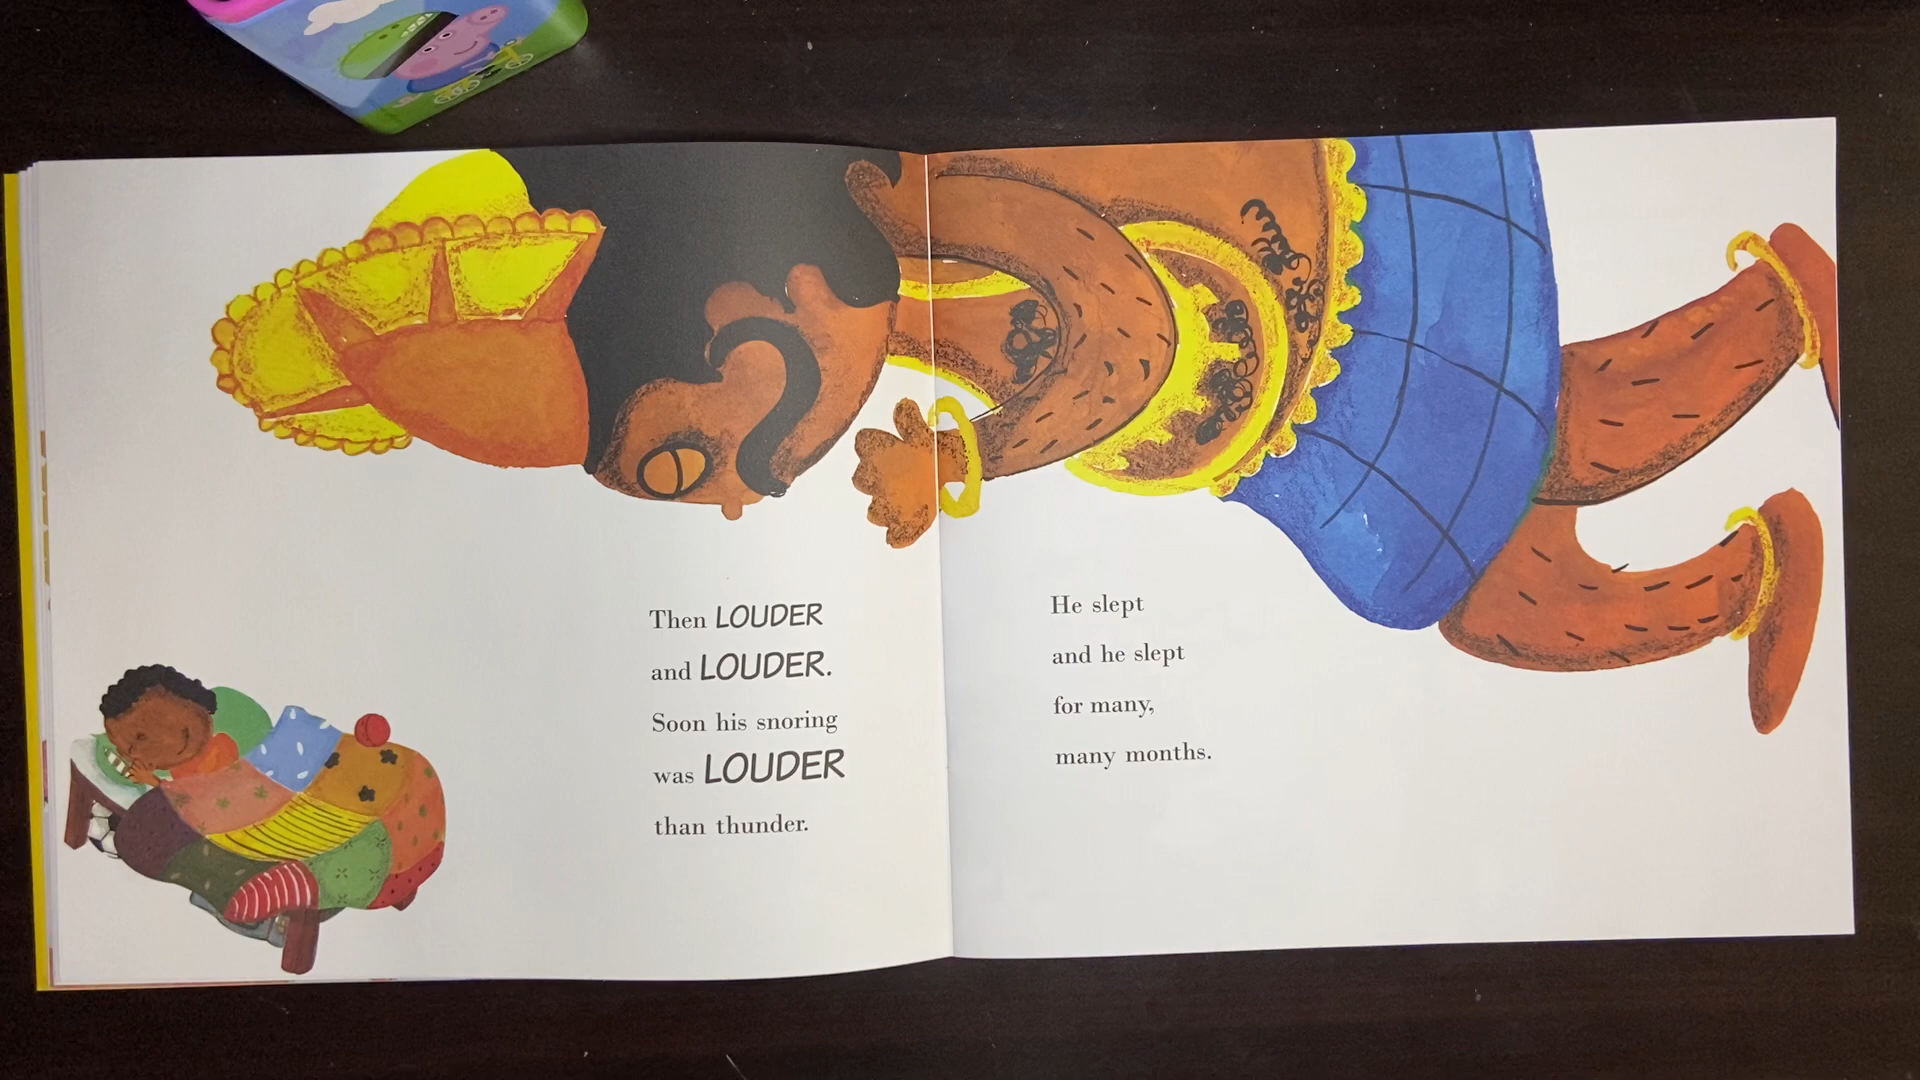 Then LOUDER
and LOUDER.
Soon his snoring
was LOUDER
than thunder.
He slept
and he slept
for many,
many months.